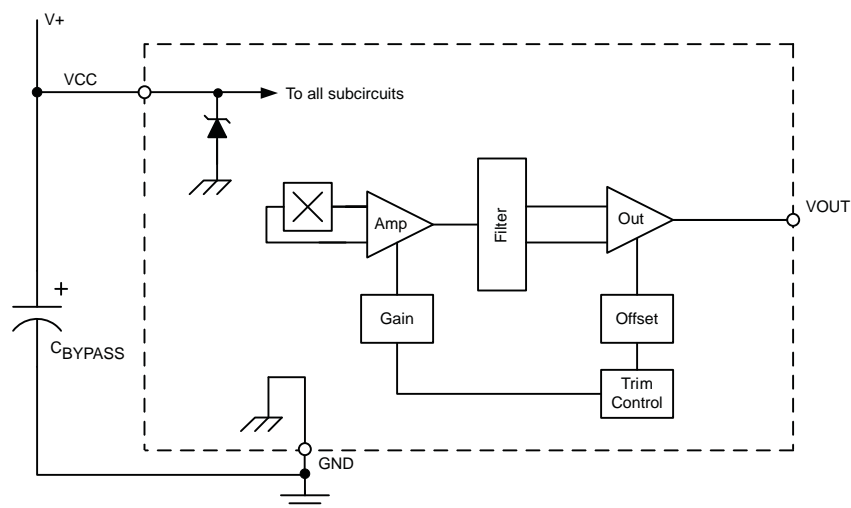 V+
VCC
To all subcircuits
Amp
Filter
Out
VOUT
+
Gain
Offset
CBYPASS
Trim
Control
GND